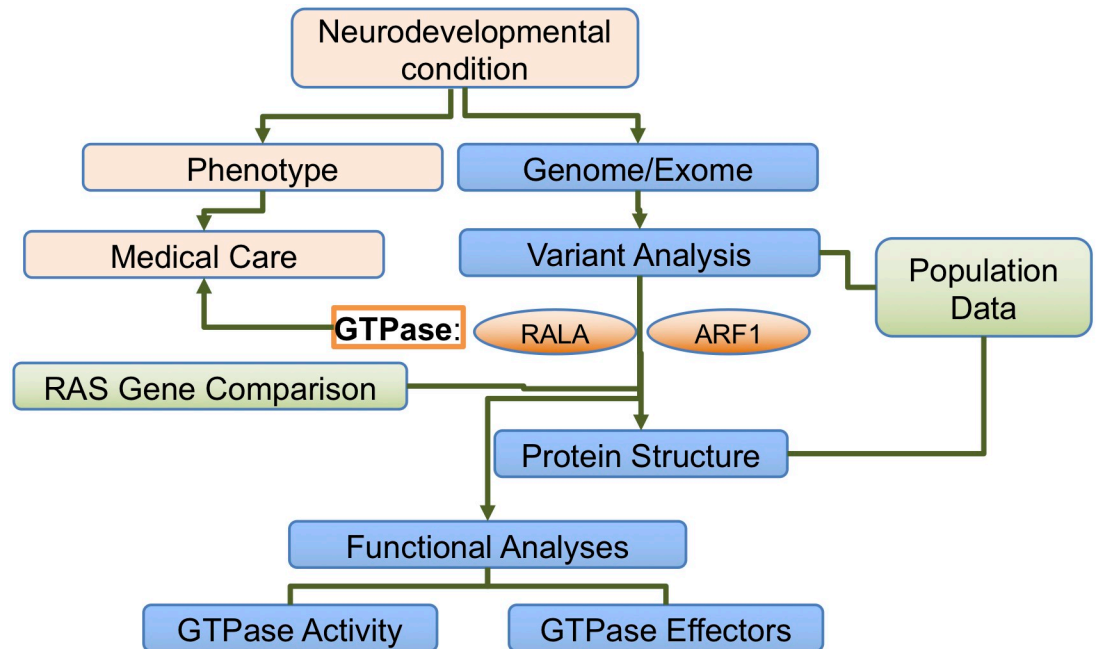 Neurodevelopmental
condition
Phenotype
Genome/Exome
Medical Care
Variant Analysis
Population
Data
GTPase:
RALA
ARF1
RAS Gene Comparison
Protein Structure
Functional Analyses
GTPase Activity
GTPase Effectors